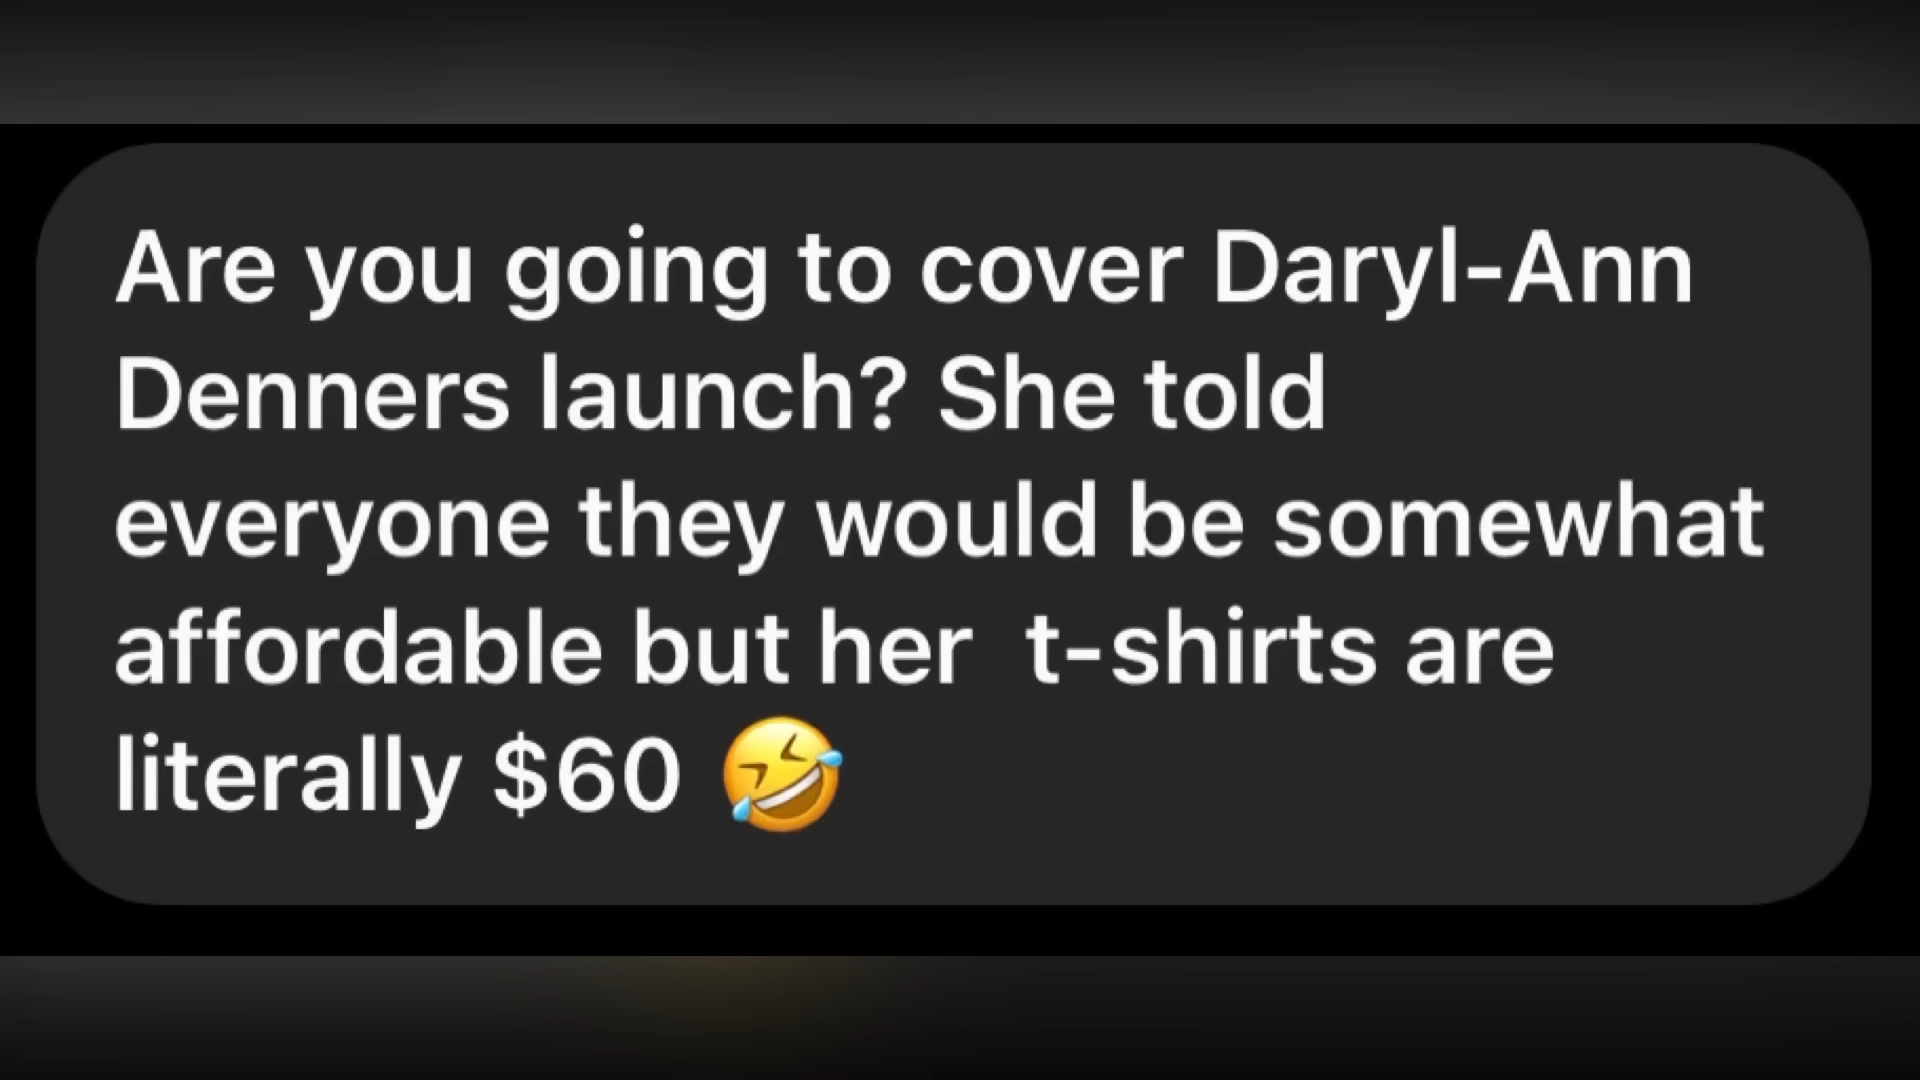 Are you going to cover Daryl-Ann
Denners launch? She told
everyone they would be somewhat
affordable but her  t-shirts are
literally $60 🤣